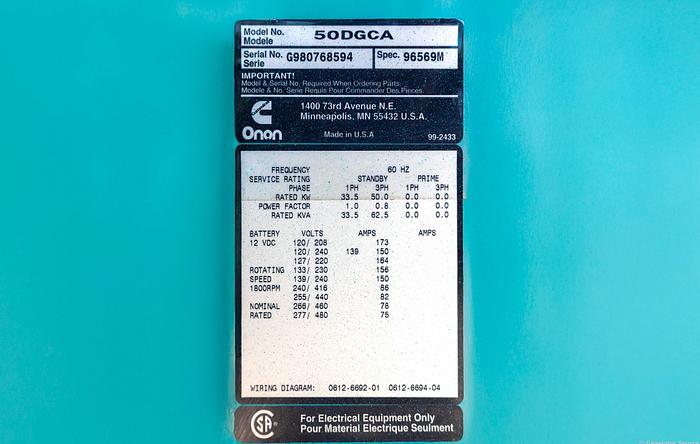 Model No. 50DGCA
Modele
Serial No. G980768594 Spec. 96569M
Serie
IMPORTANT!
Model & Serial No. Required When Ordering Parts.
Modele & No. Serie Requis Pour Commander Des Pieces.
1400 73rd Avenue N.E.
Minneapolis, MN 55432 U.S.A.
Onan
Made in U.S.A 99-2433
FREQUENCY 60 HZ
SERVICE RATING STANDBY PRIME
PHASE 1PH 3PH 1PH 3PH
RATED KW 33.5 50.0 0.0 0.0
POWER FACTOR 1.0 0.8 0.0 0.0
RATED KVA 33.5 62.5 0.0 0.0
BATTERY VOLTS AMPS AMPS
12 VDC 120/ 208 173
120/ 240 139 150
127/ 220 164
ROTATING 133/ 230 156
SPEED 139/ 240 150
1800RPM 240/ 416 86
255/ 440 82
NOMINAL 266/ 460 78
RATED 277/ 480 75
WIRING DIAGRAM: 0612-6692-01 0612-6694-04
SA
For Electrical Equipment Only
Pour Material Electrique Seulment